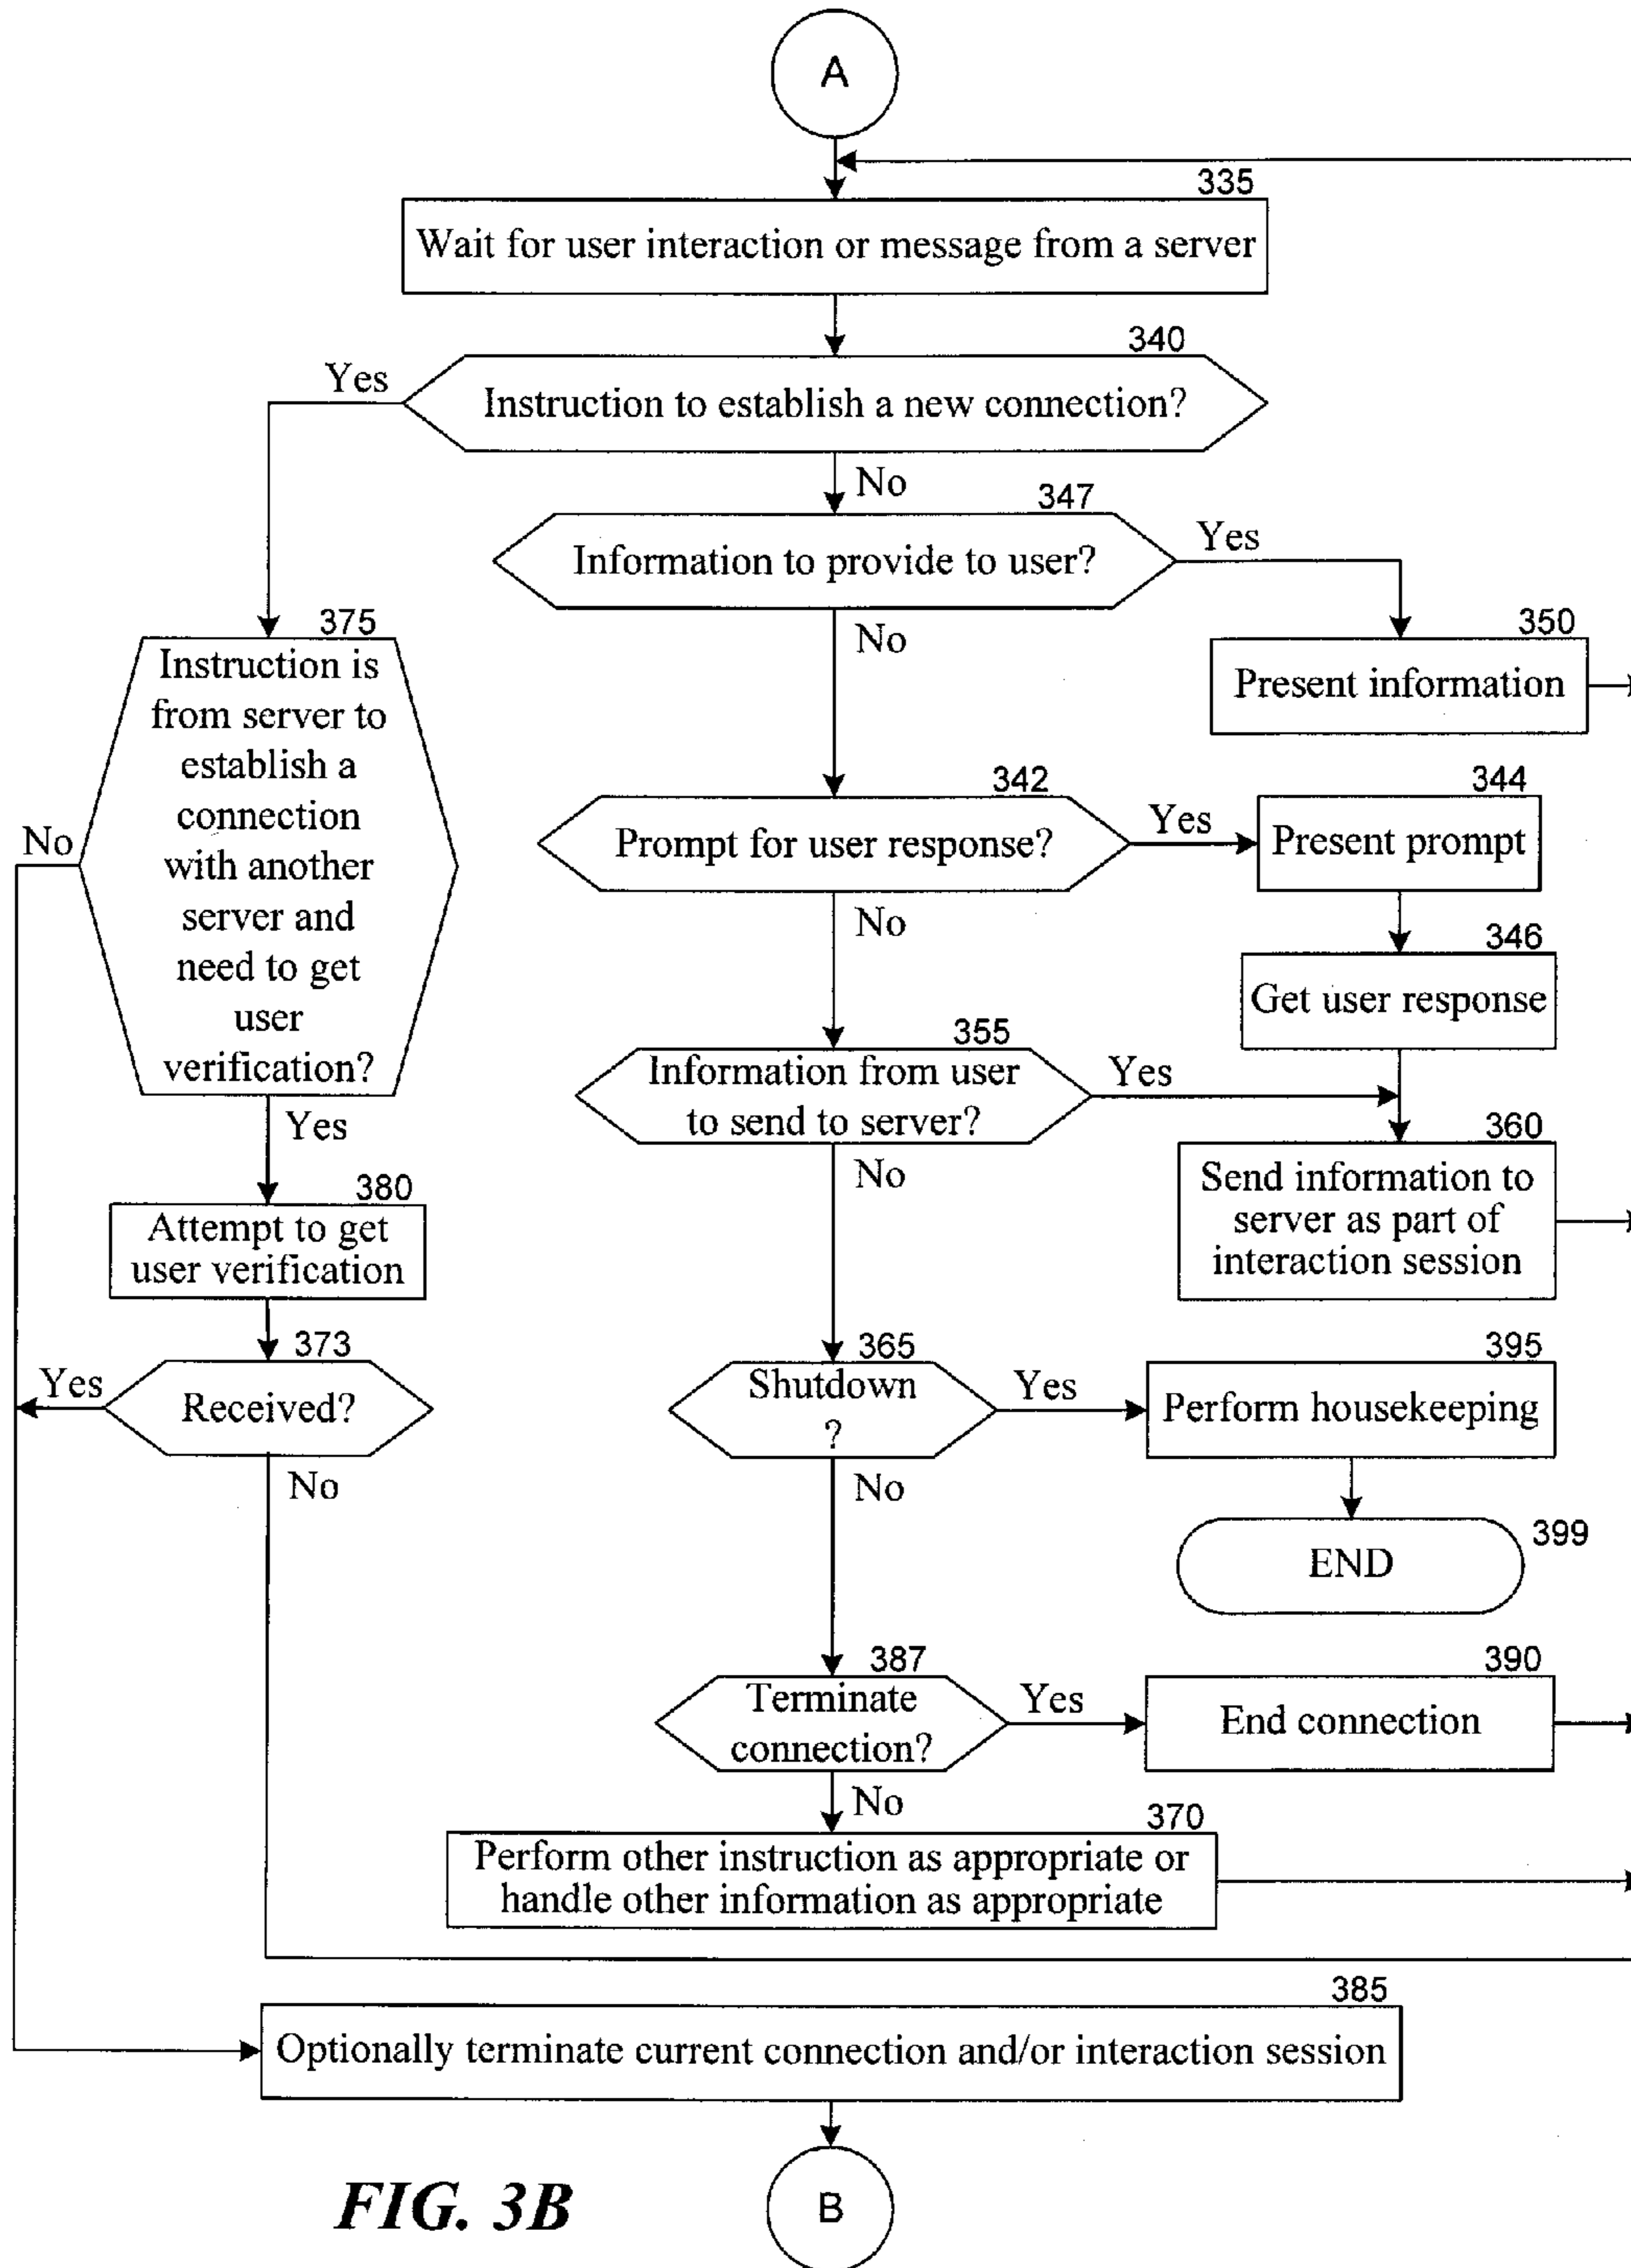 A
335
Wait for user interaction or message from a server
340
Yes
Instruction to establish a new connection?
No
347
Information to provide to user?
Yes
No
350
Present information
375
Instruction is
from server to
establish a
connection
with another
server and
need to get
user
verification?
No
Yes
342
Prompt for user response?
Yes
No
344
Present prompt
346
Get user response
355
Information from user
to send to server?
Yes
No
360
Send information to
server as part of
interaction session
380
Attempt to get
user verification
373
Yes
Received?
No
365
Shutdown
?
Yes
No
395
Perform housekeeping
399
END
387
Terminate
connection?
Yes
No
390
End connection
370
Perform other instruction as appropriate or
handle other information as appropriate
385
Optionally terminate current connection and/or interaction session
FIG. 3B
B